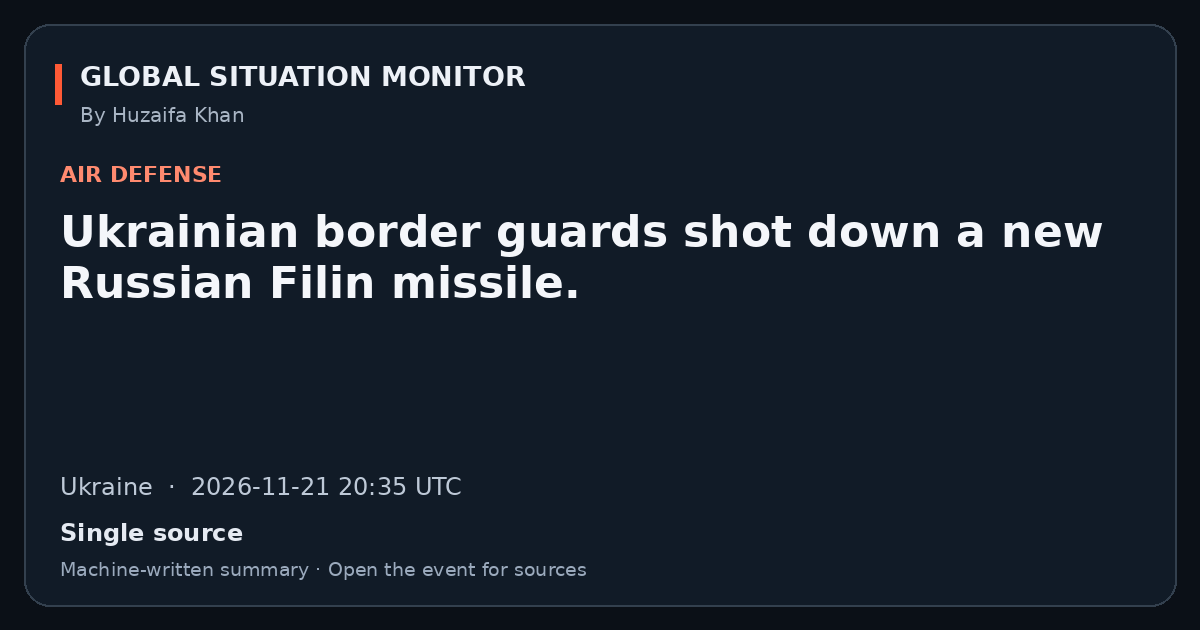 GLOBAL SITUATION MONITOR
By Huzaifa Khan
AIR DEFENSE
Ukrainian border guards shot down a new
Russian Filin missile.
Ukraine · 2026-11-21 20:35 UTC
Single source
Machine-written summary · Open the event for sources